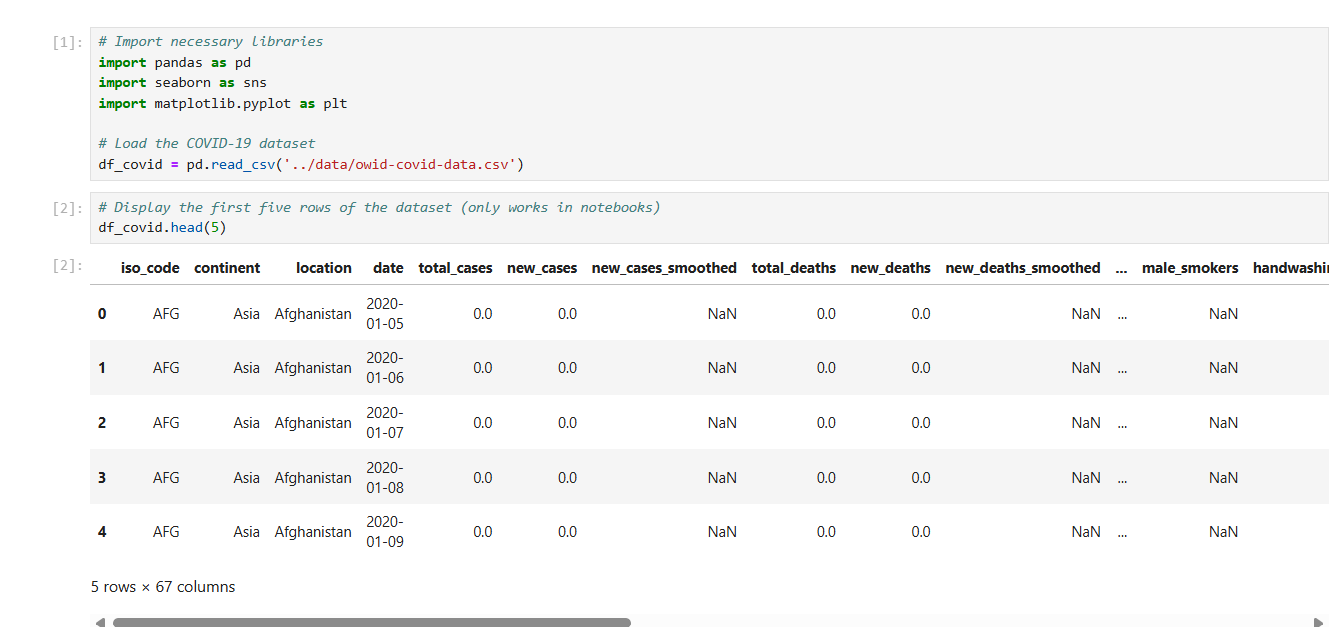 [1]: # Import necessary libraries
import pandas as pd
import seaborn as sns
import matplotlib.pyplot as plt
# Load the COVID-19 dataset
df_covid = pd.read_csv('../data/owid-covid-data.csv')
[2]: # Display the first five rows of the dataset (only works in notebooks)
df_covid.head(5)
[2]: iso_code continent location date total_cases new_cases new_cases_smoothed total_deaths new_deaths new_deaths_smoothed ... male_smokers handwashi
0 AFG Asia Afghanistan 2020-01-05 0.0 0.0 NaN 0.0 0.0 NaN ... NaN
1 AFG Asia Afghanistan 2020-01-06 0.0 0.0 NaN 0.0 0.0 NaN ... NaN
2 AFG Asia Afghanistan 2020-01-07 0.0 0.0 NaN 0.0 0.0 NaN ... NaN
3 AFG Asia Afghanistan 2020-01-08 0.0 0.0 NaN 0.0 0.0 NaN ... NaN
4 AFG Asia Afghanistan 2020-01-09 0.0 0.0 NaN 0.0 0.0 NaN ... NaN
5 rows × 67 columns